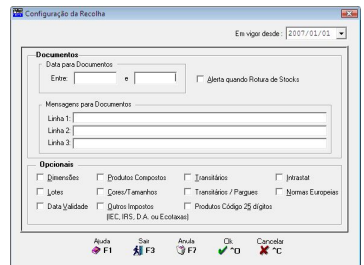 Configuração da Recolha
Em vigor desde : 2007/01/01
Documentos
Data para Documentos
Entre: e
Alerta quando Rotura de Stocks
Mensagens para Documentos
Linha 1:
Linha 2:
Linha 3:
Opcionais
Dimensões Produtos Compostos Transitários Intrastat
Lotes Cores/Tamanhos Transitários / Parques Normas Europeias
Data Validade Outros Impostos Produtos Código 25 dígitos
(IEC, IRS, D.A. ou Ecotaxas)
Ajuda Sair Anula Ok Cancelar
F1 F3 F7 ^O ^C